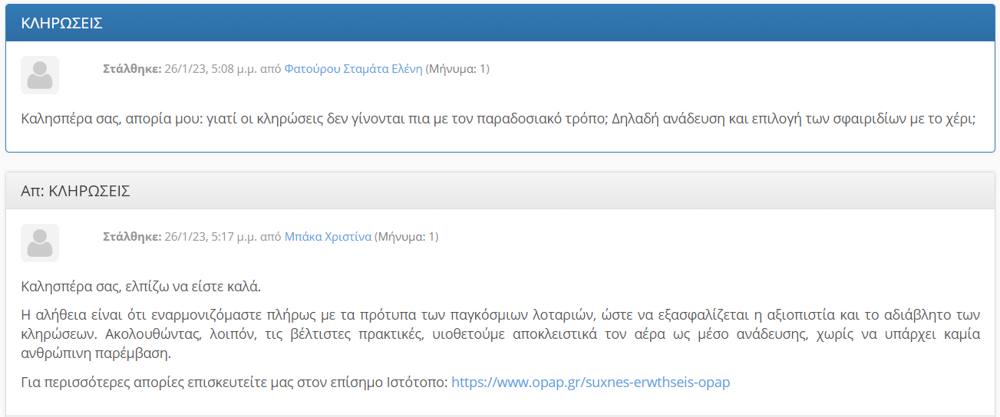 ΚΛΗΡΩΣΕΙΣ
Στάλθηκε: 26/1/23, 5:08 μ.μ. από Φατούρου Σταμάτα Ελένη (Μήνυμα: 1)
Καλησπέρα σας, απορία μου: γιατί οι κληρώσεις δεν γίνονται πια με τον παραδοσιακό τρόπο; Δηλαδή ανάδευση και επιλογή των σφαιριδίων με το χέρι;
Απ: ΚΛΗΡΩΣΕΙΣ
Στάλθηκε: 26/1/23, 5:17 μ.μ. από Μπάκα Χριστίνα (Μήνυμα: 1)
Καλησπέρα σας, ελπίζω να είστε καλά.
Η αλήθεια είναι ότι εναρμονιζόμαστε πλήρως με τα πρότυπα των παγκόσμιων λοταριών, ώστε να εξασφαλίζεται η αξιοπιστία και το αδιάβλητο των
κληρώσεων. Ακολουθώντας, λοιπόν, τις βέλτιστες πρακτικές, υιοθετούμε αποκλειστικά τον αέρα ως μέσο ανάδευσης, χωρίς να υπάρχει καμία
ανθρώπινη παρέμβαση.
Για περισσότερες απορίες επισκευτείτε μας στον επίσημο Ιστότοπο: https://www.opap.gr/suxnes-erwthseis-opap